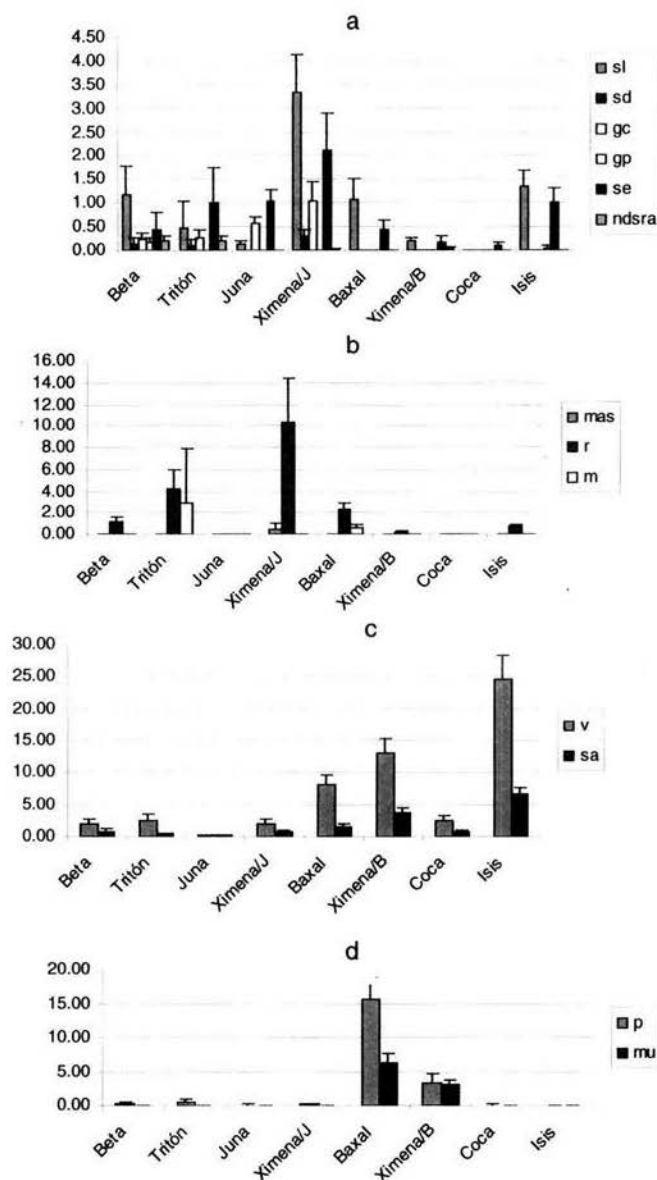 a
4.50
4.00
3.50
3.00
2.50
2.00
1.50
1.00
0.50
0.00
Beta
Tritón
Juna
Ximena/J
Baxal
Ximena/B
Coca
Isis
sl
sd
gc
gp
se
ndsra
b
16.00
14.00
12.00
10.00
8.00
6.00
4.00
2.00
0.00
Beta
Tritón
Juna
Ximena/J
Baxal
Ximena/B
Coca
Isis
mas
r
m
c
30.00
25.00
20.00
15.00
10.00
5.00
0.00
Beta
Tritón
Juna
Ximena/J
Baxal
Ximena/B
Coca
Isis
v
sa
d
20.00
15.00
10.00
5.00
0.00
Beta
Tritón
Juna
Ximena/J
Baxal
Ximena/B
Coca
Isis
p
mu